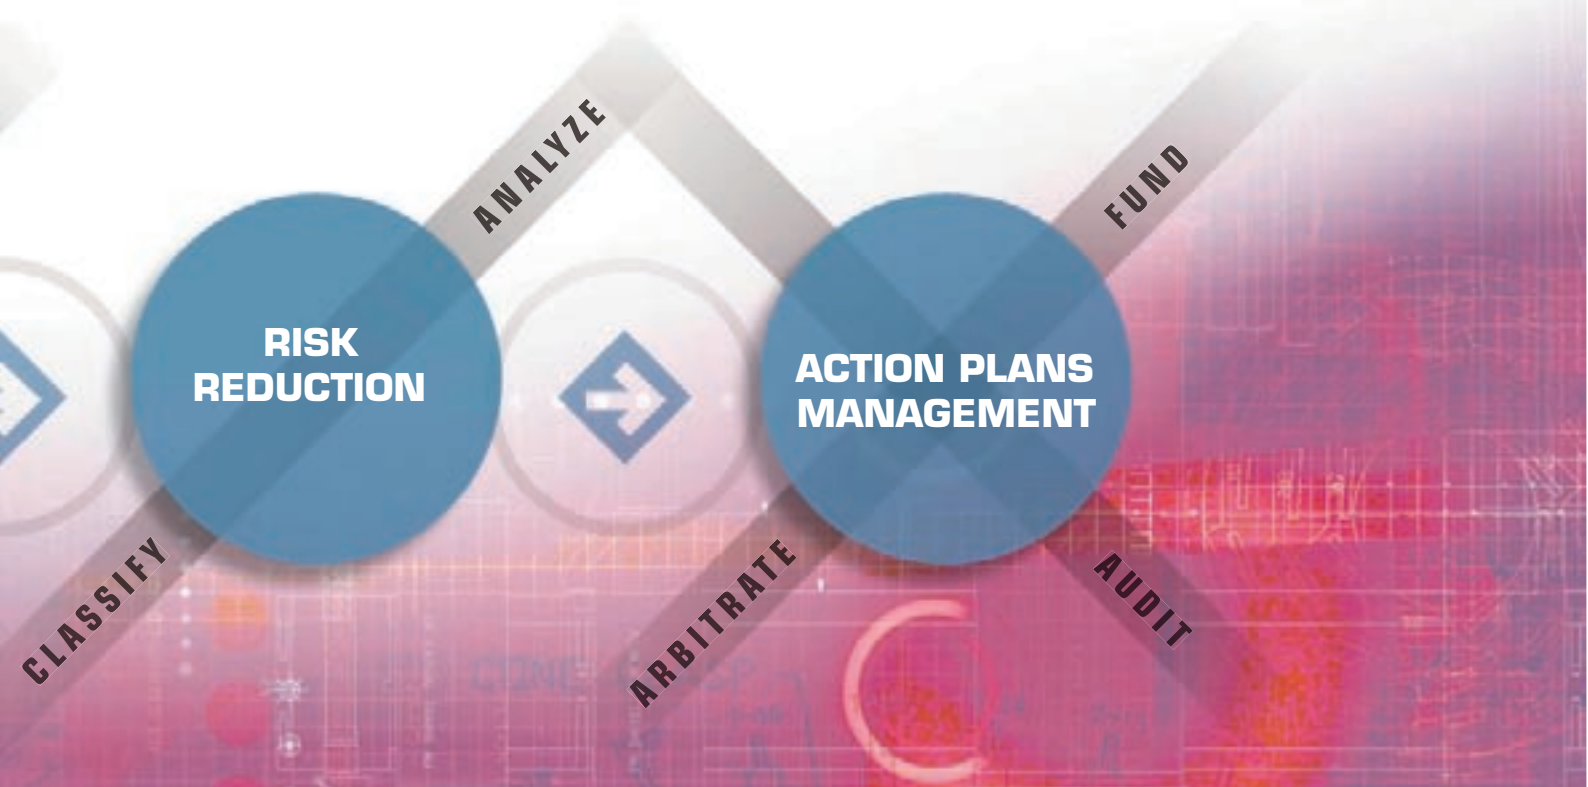 ANALYZE
FUND
RISK
REDUCTION
ACTION PLANS
MANAGEMENT
CLASSIFY
ARBITRATE
AUDIT